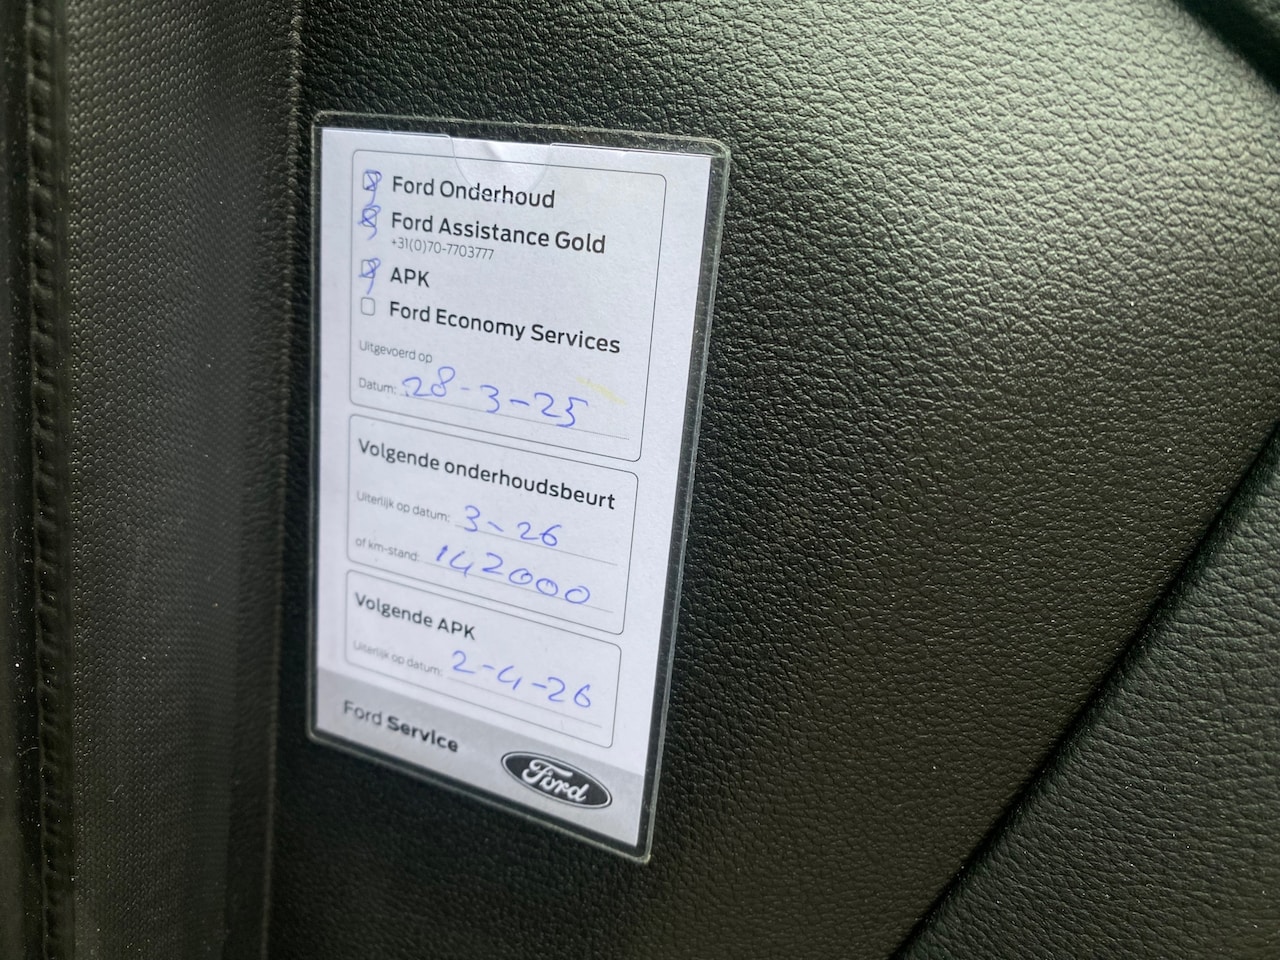 Ford Onderhoud
Ford Assistance Gold
+31(0)70-7703777
APK
Ford Economy Services
Uitgevoerd op
Datum: 28-3-25
Volgende onderhoudsbeurt
Uiterlijk op datum: 3-26
of km-stand: 142000
Volgende APK
Uiterlijk op datum: 2-4-26
Ford Service
Ford